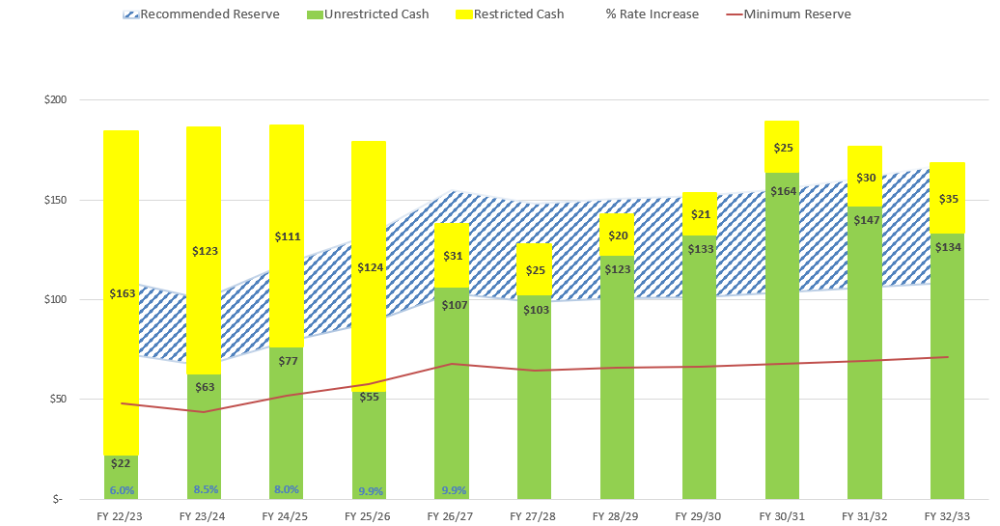 Recommended Reserve Unrestricted Cash Restricted Cash % Rate Increase Minimum Reserve
$200
$150
$100
$50
$-
$163 $123 $111 $124 $31 $25 $20 $21 $25 $30 $35
$22 $63 $77 $55 $107 $103 $123 $133 $164 $147 $134
6.0% 8.5% 8.0% 9.9% 9.9%
FY 22/23 FY 23/24 FY 24/25 FY 25/26 FY 26/27 FY 27/28 FY 28/29 FY 29/30 FY 30/31 FY 31/32 FY 32/33